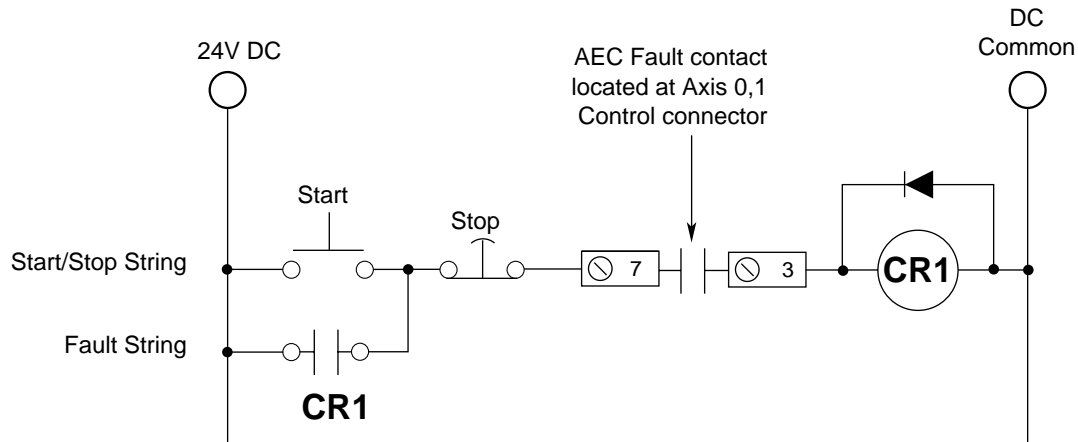 24V DC
DC
Common
AEC Fault contact
located at Axis 0,1
Control connector
Start
Stop
Start/Stop String
7
3
CR1
Fault String
CR1